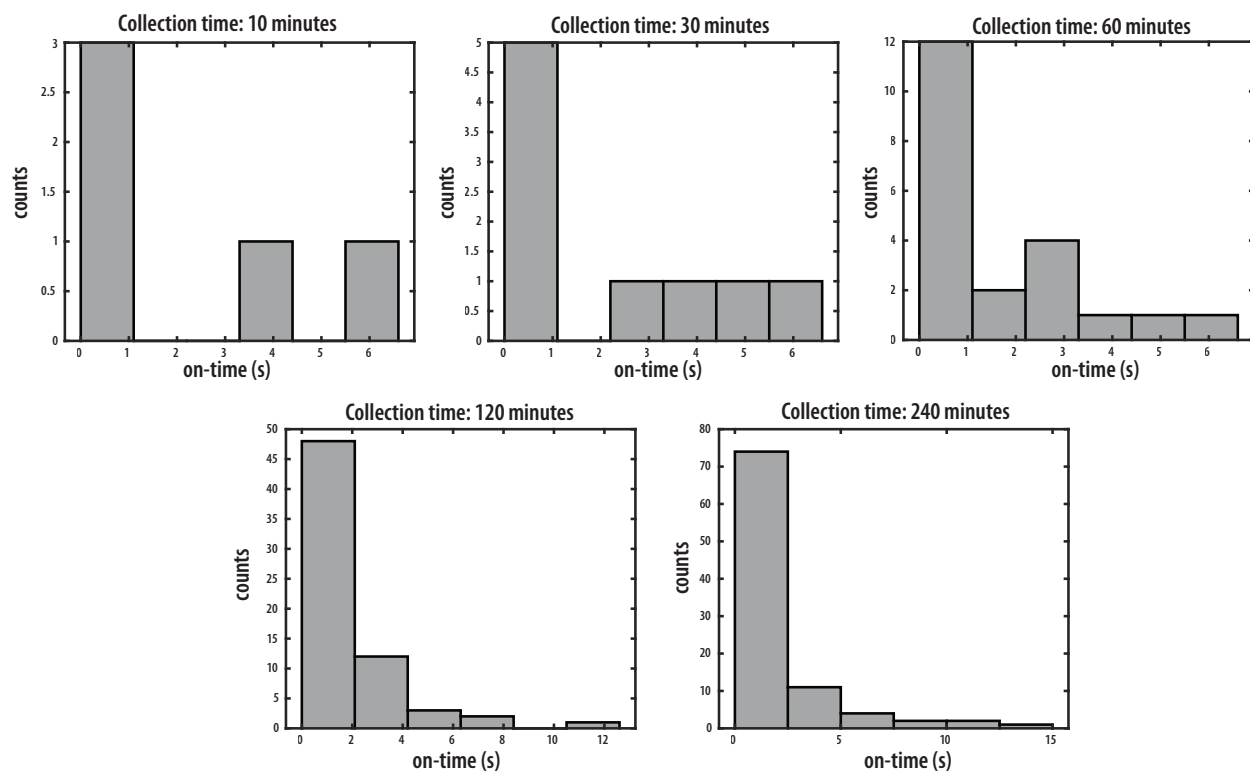 Collection time: 10 minutes
3
2.5
2
1.5
1
0.5
0
counts
0 1 2 3 4 5 6
on-time (s)
Collection time: 30 minutes
5
4.5
4
3.5
3
2.5
2
1.5
1
0.5
0
counts
0 1 2 3 4 5 6
on-time (s)
Collection time: 60 minutes
12
10
8
6
4
2
0
counts
0 1 2 3 4 5 6
on-time (s)
Collection time: 120 minutes
50
45
40
35
30
25
20
15
10
5
0
counts
0 2 4 6 8 10 12
on-time (s)
Collection time: 240 minutes
80
70
60
50
40
30
20
10
0
counts
0 5 10 15
on-time (s)